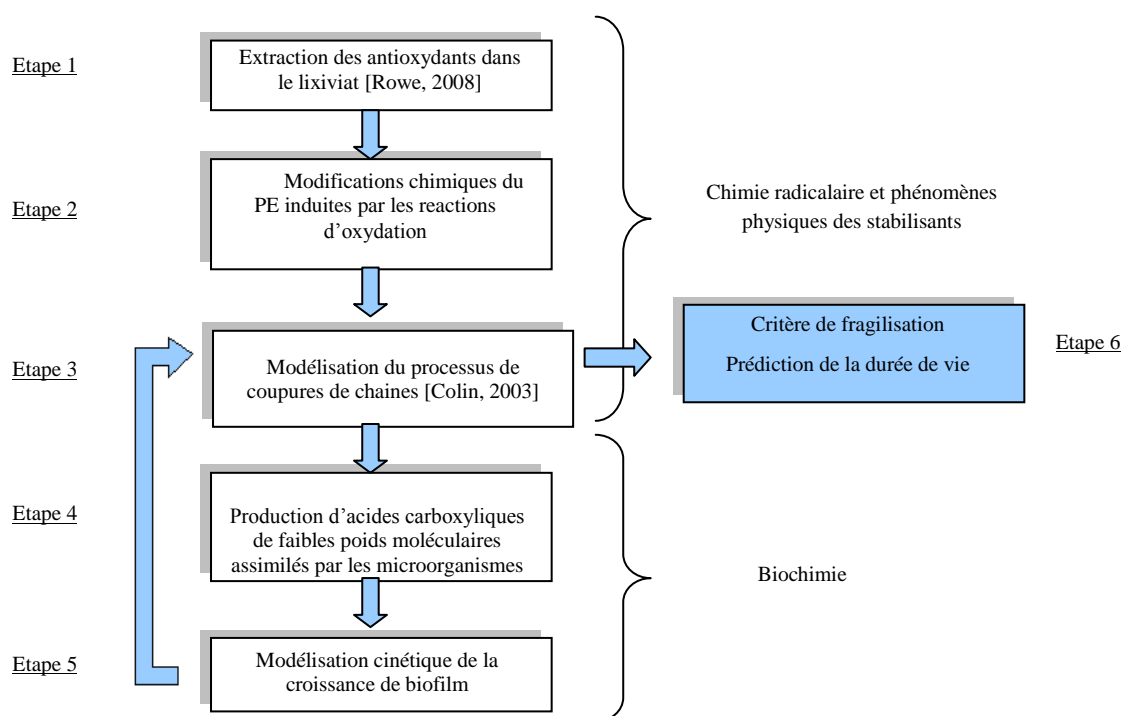 Etape 1
Extraction des antioxydants dans
le lixiviat [Rowe, 2008]
Etape 2
Modifications chimiques du
PE induites par les reactions
d'oxydation
Chimie radicalaire et phénomènes
physiques des stabilisants
Etape 3
Modélisation du processus de
coupures de chaines [Colin, 2003]
Critère de fragilisation
Prédiction de la durée de vie
Etape 6
Etape 4
Production d'acides carboxyliques
de faibles poids moléculaires
assimilés par les microorganismes
Biochimie
Etape 5
Modélisation cinétique de la
croissance de biofilm